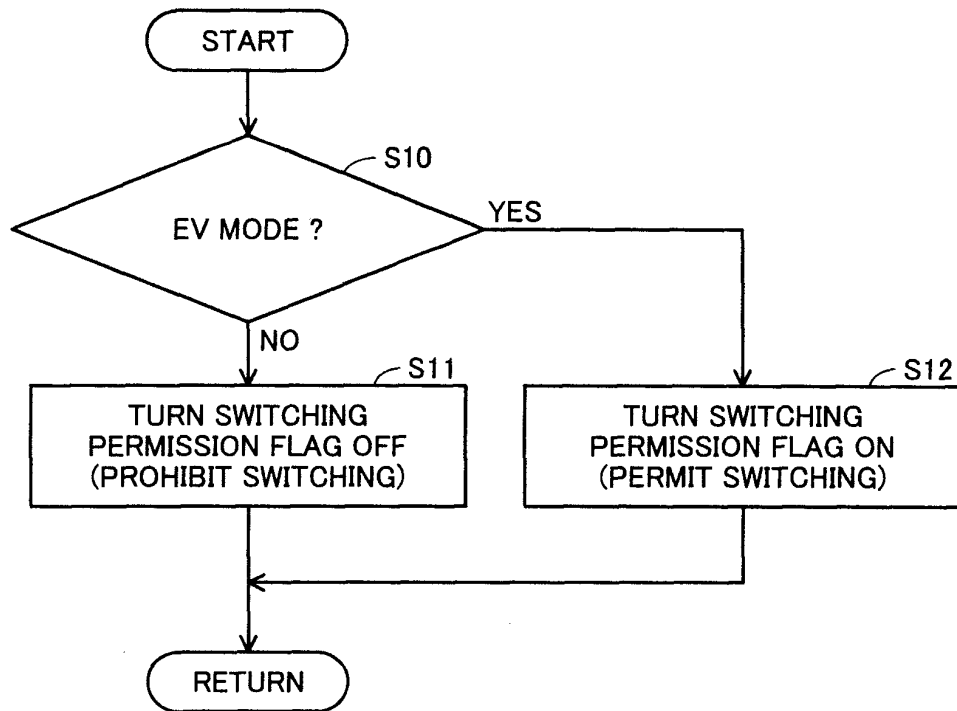 START
S10
EV MODE ?
YES
NO
S11
TURN SWITCHING
PERMISSION FLAG OFF
(PROHIBIT SWITCHING)
S12
TURN SWITCHING
PERMISSION FLAG ON
(PERMIT SWITCHING)
RETURN